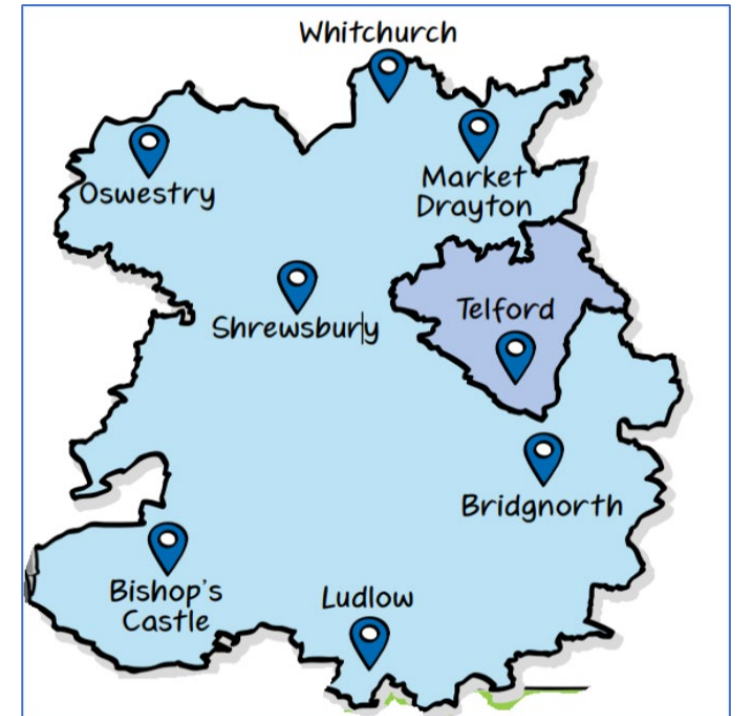 Whitchurch
Oswestry
Market
Drayton
Shrewsbury
Telford
Bridgnorth
Bishop's
Castle
Ludlow